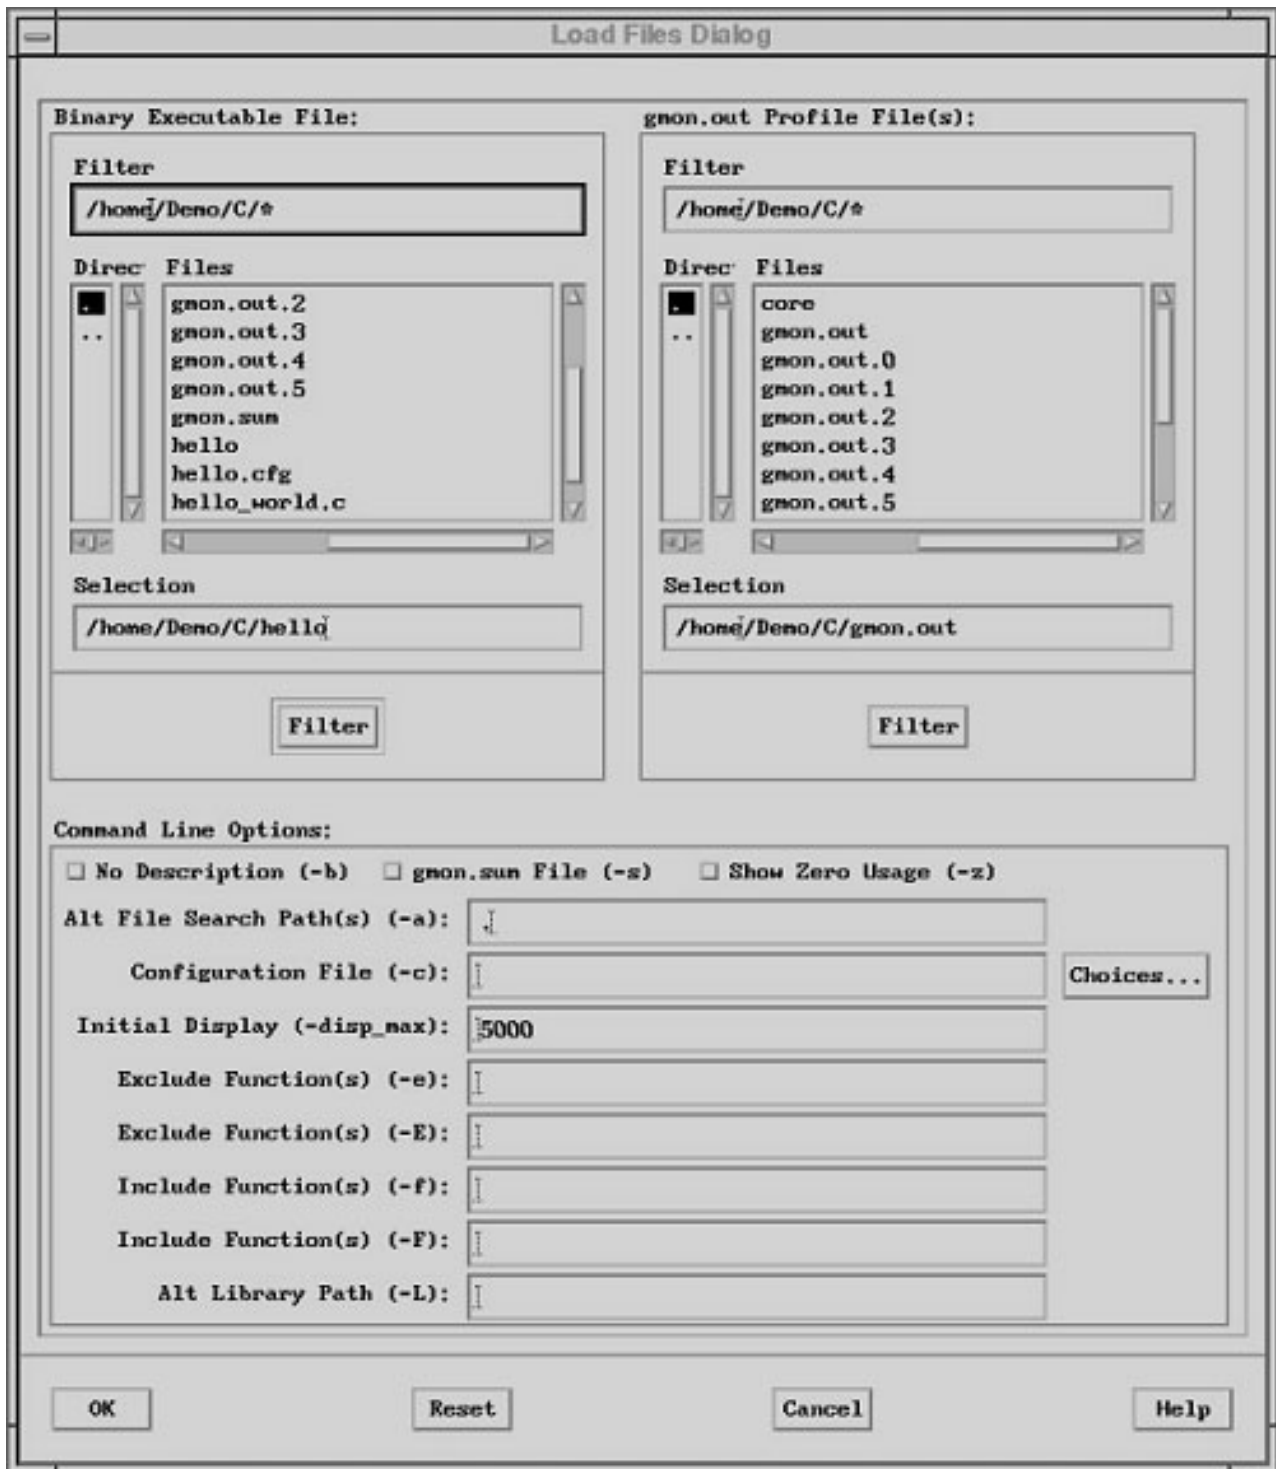 Load Files Dialog
Binary Executable File:
Filter
/home/Demo/C/*
Direc Files
.
..
gmon.out.2
gmon.out.3
gmon.out.4
gmon.out.5
gmon.sum
hello
hello.cfg
hello_world.c
Selection
/home/Demo/C/hello
Filter
gmon.out Profile File(s):
Filter
/home/Demo/C/*
Direc Files
.
..
core
gmon.out
gmon.out.0
gmon.out.1
gmon.out.2
gmon.out.3
gmon.out.4
gmon.out.5
Selection
/home/Demo/C/gmon.out
Filter
Command Line Options:
No Description (-b) gmon.sum File (-s) Show Zero Usage (-z)
Alt File Search Path(s) (-a): .
Configuration File (-c): Choices...
Initial Display (-disp_max): 5000
Exclude Function(s) (-e):
Exclude Function(s) (-E):
Include Function(s) (-f):
Include Function(s) (-F):
Alt Library Path (-L):
OK Reset Cancel Help